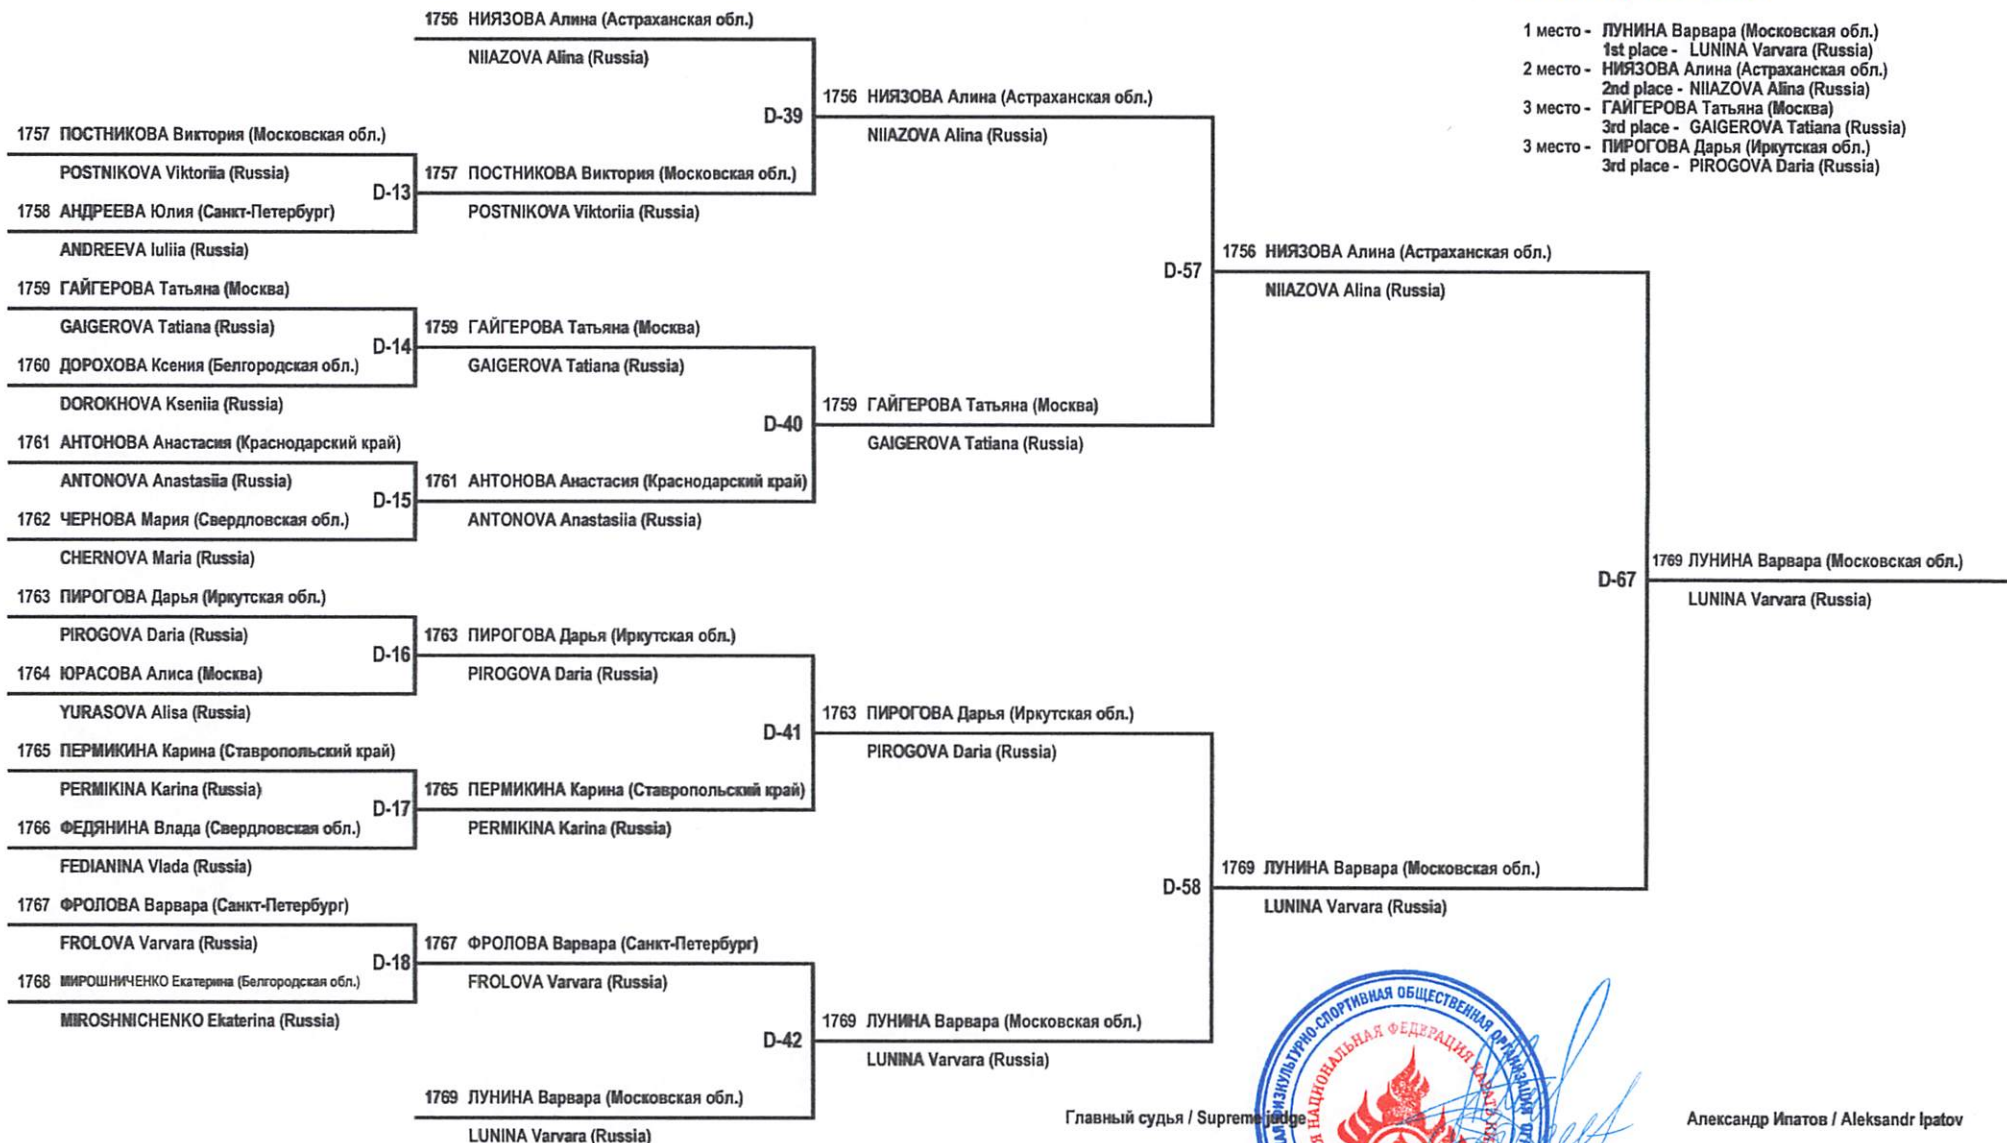 1 место - ЛУНИНА Варвара (Московская обл.)
1st place - LUNINA Varvara (Russia)
2 место - НИЯЗОВА Алина (Астраханская обл.)
2nd place - NIIAZOVA Alina (Russia)
3 место - ГАЙГЕРОВА Татьяна (Москва)
3rd place - GAIGEROVA Tatiana (Russia)
3 место - ПИРОГОВА Дарья (Иркутская обл.)
3rd place - PIROGOVA Daria (Russia)
1757 ПОСТНИКОВА Виктория (Московская обл.)
POSTNIKOVA Viktoriia (Russia)
D-13
1758 АНДРЕЕВА Юлия (Санкт-Петербург)
ANDREEVA Iuliia (Russia)
1759 ГАЙГЕРОВА Татьяна (Москва)
GAIGEROVA Tatiana (Russia)
D-14
1760 ДОРОХОВА Ксения (Белгородская обл.)
DOROKHOVA Kseniia (Russia)
1761 АНТОНОВА Анастасия (Краснодарский край)
ANTONOVA Anastasiia (Russia)
D-15
1762 ЧЕРНОВА Мария (Свердловская обл.)
CHERNOVA Maria (Russia)
1763 ПИРОГОВА Дарья (Иркутская обл.)
PIROGOVA Daria (Russia)
D-16
1764 ЮРАСОВА Алиса (Москва)
YURASOVA Alisa (Russia)
1765 ПЕРМИКИНА Карина (Ставропольский край)
PERMIKINA Karina (Russia)
D-17
1766 ФЕДЯНИНА Влада (Свердловская обл.)
FEDIANINA Vlada (Russia)
1767 ФРОЛОВА Варвара (Санкт-Петербург)
FROLOVA Varvara (Russia)
D-18
1768 МИРОШНИЧЕНКО Екатерина (Белгородская обл.)
MIROSHNICHENKO Ekaterina (Russia)
1756 НИЯЗОВА Алина (Астраханская обл.)
NIIAZOVA Alina (Russia)
D-39
1757 ПОСТНИКОВА Виктория (Московская обл.)
POSTNIKOVA Viktoriia (Russia)
1759 ГАЙГЕРОВА Татьяна (Москва)
GAIGEROVA Tatiana (Russia)
D-40
1761 АНТОНОВА Анастасия (Краснодарский край)
ANTONOVA Anastasiia (Russia)
1763 ПИРОГОВА Дарья (Иркутская обл.)
PIROGOVA Daria (Russia)
D-41
1765 ПЕРМИКИНА Карина (Ставропольский край)
PERMIKINA Karina (Russia)
1767 ФРОЛОВА Варвара (Санкт-Петербург)
FROLOVA Varvara (Russia)
D-42
1769 ЛУНИНА Варвара (Московская обл.)
LUNINA Varvara (Russia)
1756 НИЯЗОВА Алина (Астраханская обл.)
NIIAZOVA Alina (Russia)
D-57
1759 ГАЙГЕРОВА Татьяна (Москва)
GAIGEROVA Tatiana (Russia)
1763 ПИРОГОВА Дарья (Иркутская обл.)
PIROGOVA Daria (Russia)
D-58
1769 ЛУНИНА Варвара (Московская обл.)
LUNINA Varvara (Russia)
1756 НИЯЗОВА Алина (Астраханская обл.)
NIIAZOVA Alina (Russia)
D-67
1769 ЛУНИНА Варвара (Московская обл.)
LUNINA Varvara (Russia)
1769 ЛУНИНА Варвара (Московская обл.)
LUNINA Varvara (Russia)
ФИЗКУЛЬТУРНО-СПОРТИВНАЯ ОБЩЕСТВЕННАЯ ОРГАНИЗАЦИЯ
НАЦИОНАЛЬНАЯ ФЕДЕРАЦИЯ КАРАТЭ
Главный судья / Supreme judge
Александр Ипатов / Aleksandr Ipatov